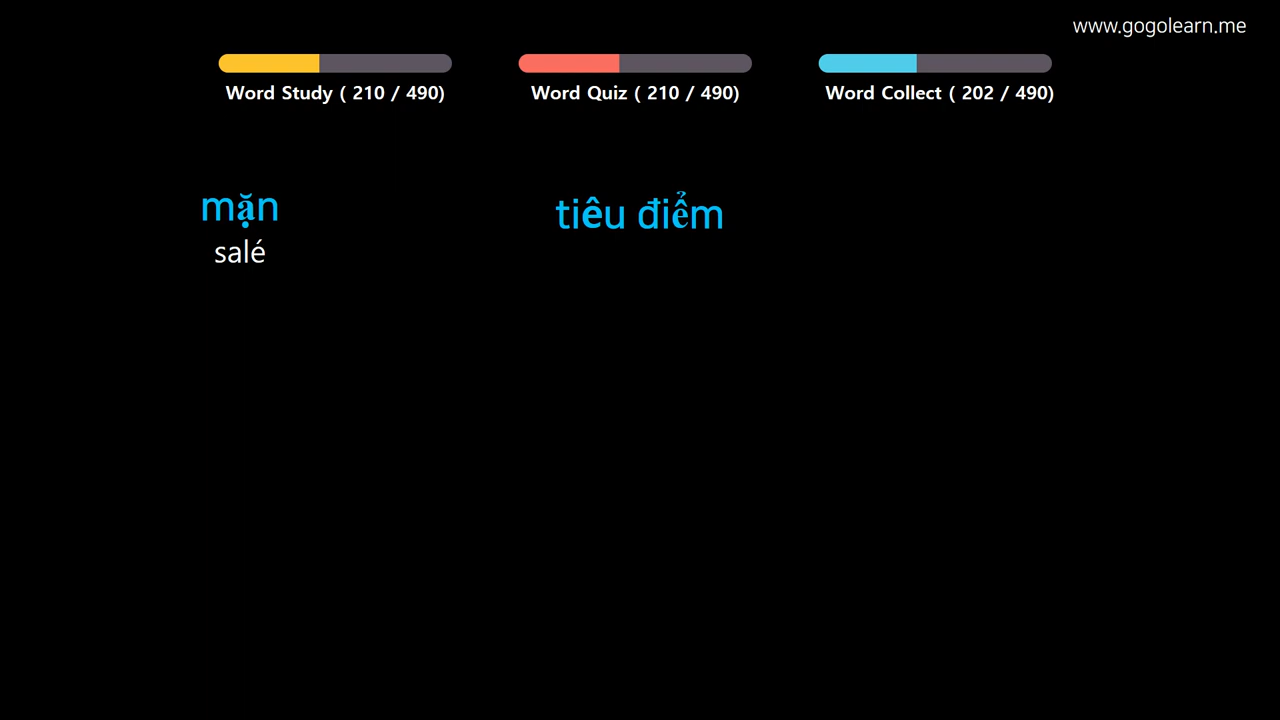 www.gogolearn.me
Word Study ( 210 / 490)
Word Quiz ( 210 / 490)
Word Collect ( 202 / 490)
mặn
salé
tiêu điểm